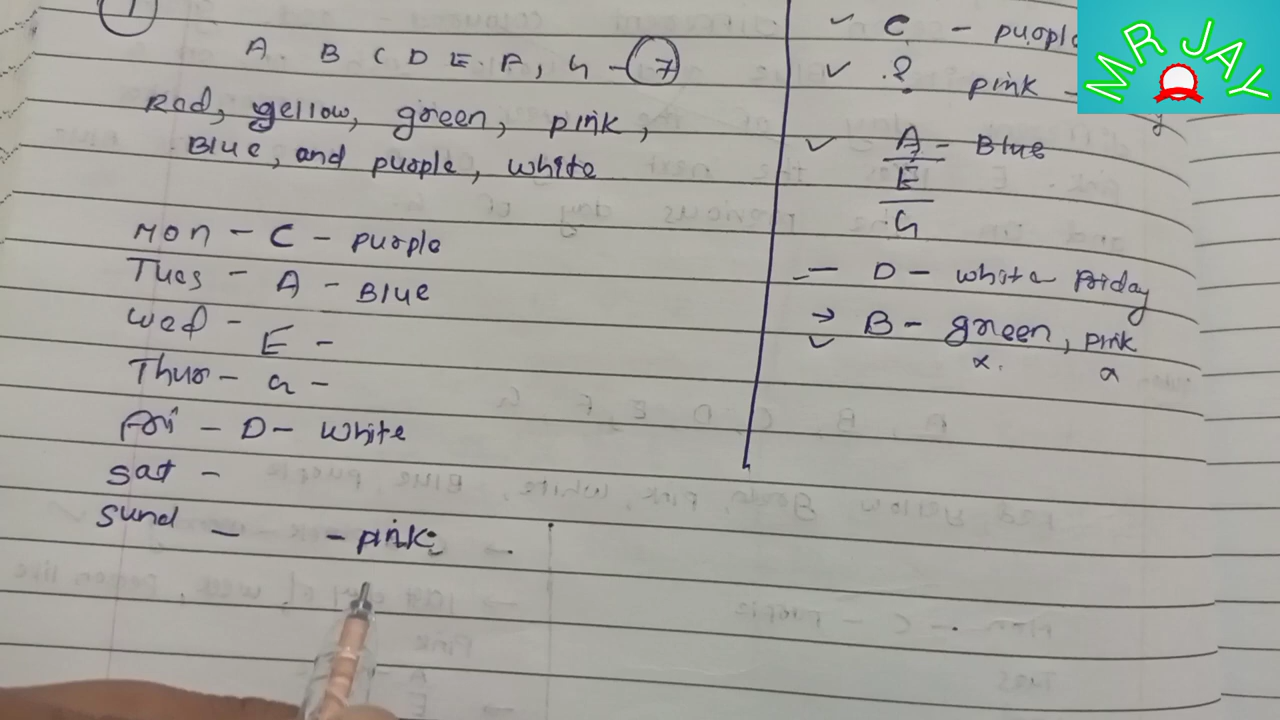 1
A B C D E F, G - 7
Red, yellow, green, pink,
Blue, and purple, white
Mon - C - purple
Tues - A - Blue
wed - E -
Thur - G -
Fri - D - white
sat -
sund - - pink
C - purple
? pink -
A - Blue
E
G
- D - white Friday
→ B - green, pink
x. x
MR JAY